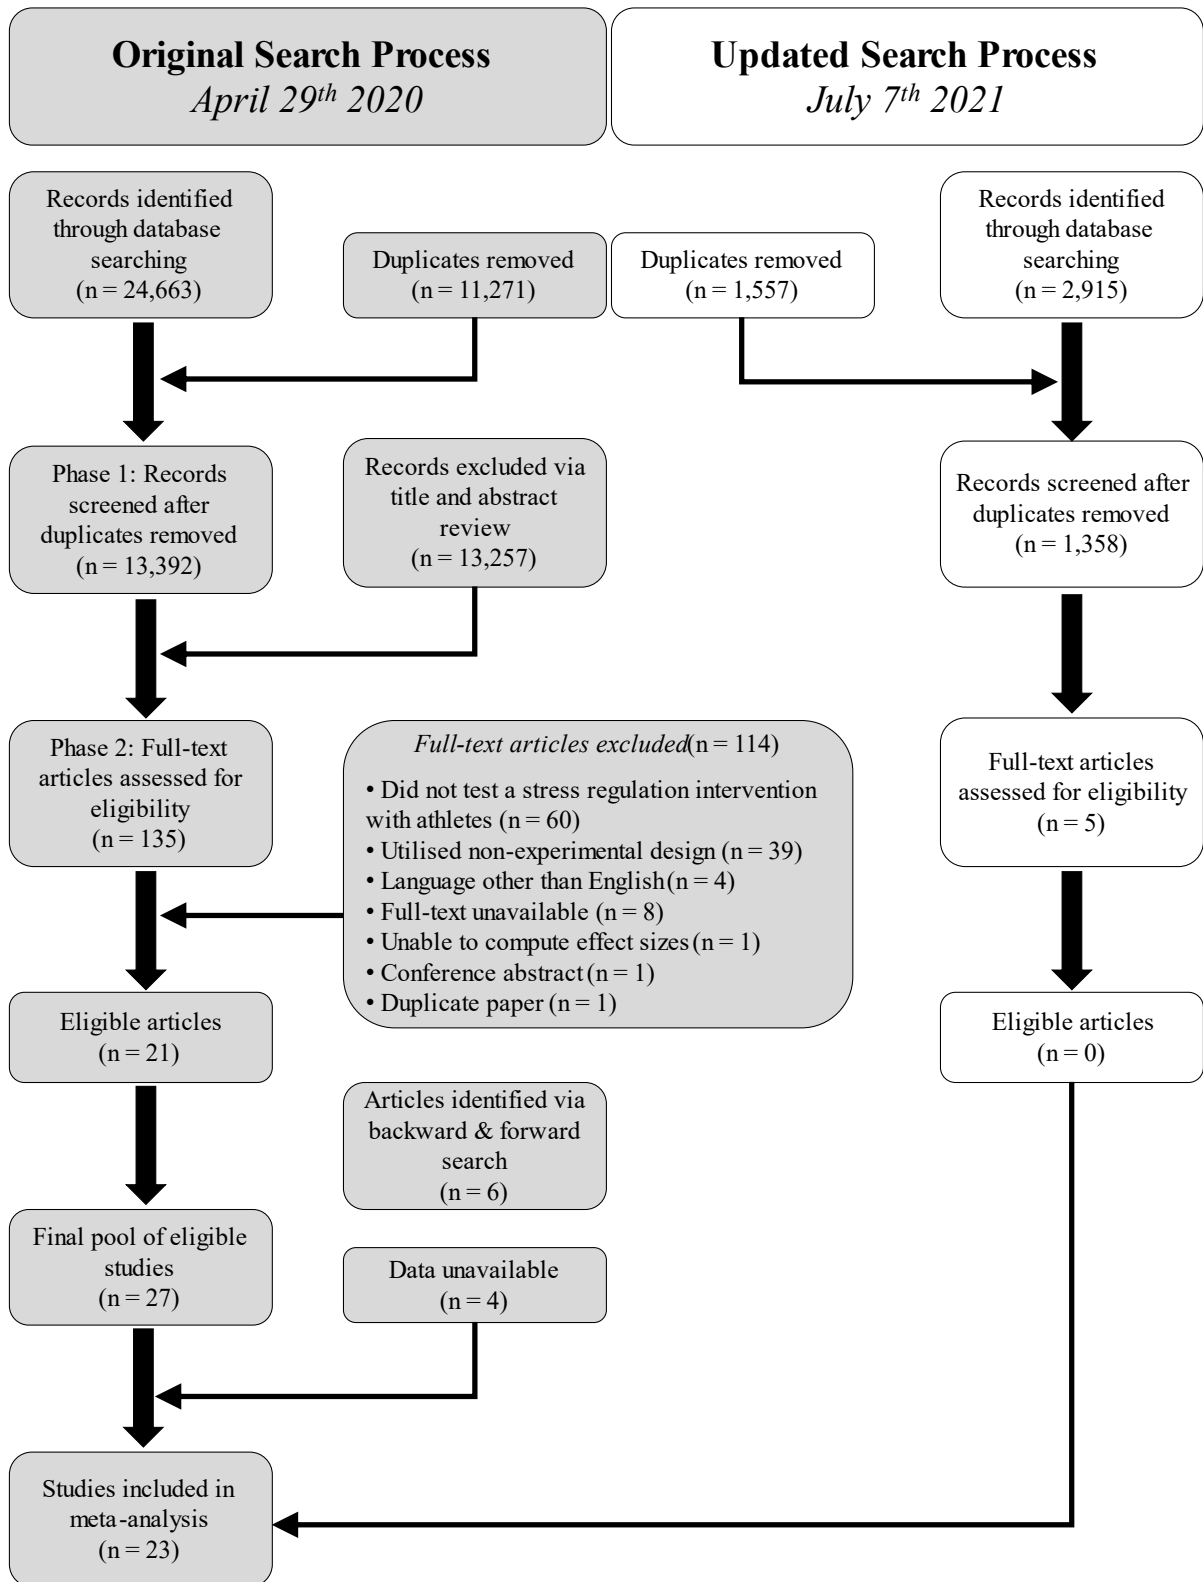 Original Search Process
April 29th 2020
Updated Search Process
July 7th 2021
Records identified
through database
searching
(n = 24,663)
Duplicates removed
(n = 11,271)
Duplicates removed
(n = 1,557)
Records identified
through database
searching
(n = 2,915)
Phase 1: Records
screened after
duplicates removed
(n = 13,392)
Records excluded via
title and abstract
review
(n = 13,257)
Records screened after
duplicates removed
(n = 1,358)
Phase 2: Full-text
articles assessed for
eligibility
(n = 135)
Full-text articles excluded (n = 114)
• Did not test a stress regulation intervention
with athletes (n = 60)
• Utilised non-experimental design (n = 39)
• Language other than English (n = 4)
• Full-text unavailable (n = 8)
• Unable to compute effect sizes (n = 1)
• Conference abstract (n = 1)
• Duplicate paper (n = 1)
Full-text articles
assessed for eligibility
(n = 5)
Eligible articles
(n = 21)
Eligible articles
(n = 0)
Articles identified via
backward & forward
search
(n = 6)
Final pool of eligible
studies
(n = 27)
Data unavailable
(n = 4)
Studies included in
meta-analysis
(n = 23)